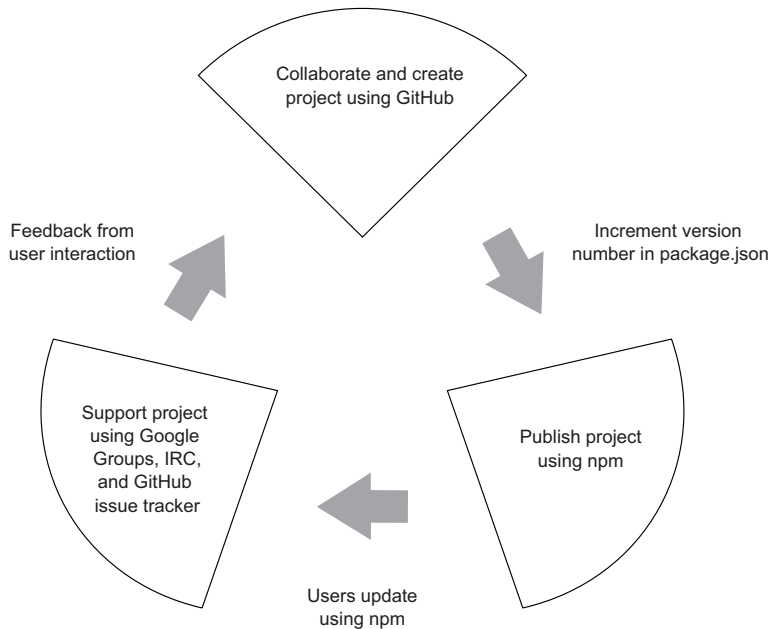 Collaborate and create
project using GitHub
Feedback from
user interaction
Increment version
number in package.json
Support project
using Google
Groups, IRC,
and GitHub
issue tracker
Publish project
using npm
Users update
using npm